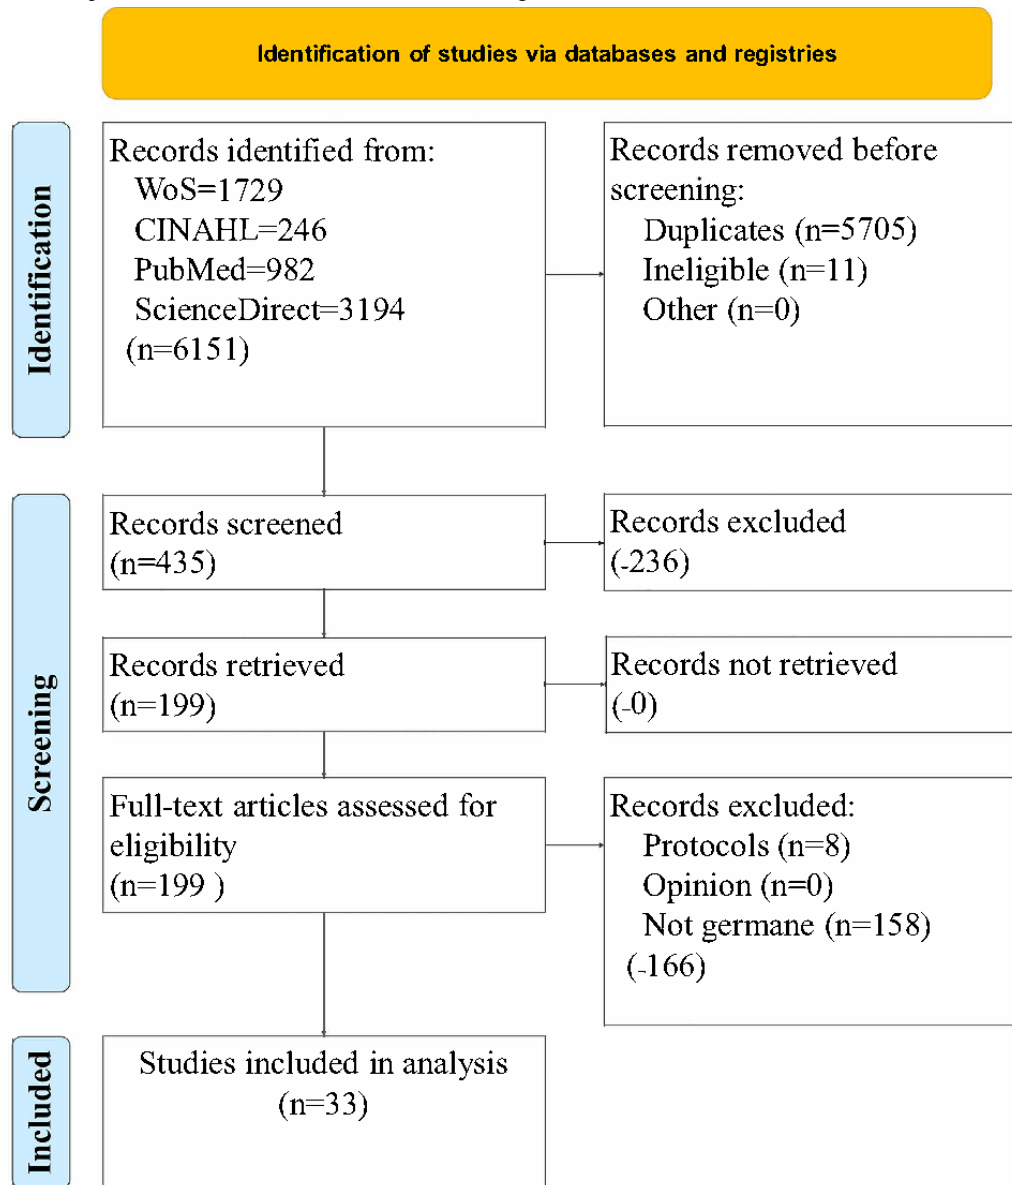 Identification of studies via databases and registries
Identification
Records identified from:
WoS=1729
CINAHL=246
PubMed=982
ScienceDirect=3194
(n=6151)
Records removed before
screening:
Duplicates (n=5705)
Ineligible (n=11)
Other (n=0)
Screening
Records screened
(n=435)
Records excluded
(-236)
Records retrieved
(n=199)
Records not retrieved
(-0)
Full-text articles assessed for
eligibility
(n=199 )
Records excluded:
Protocols (n=8)
Opinion (n=0)
Not germane (n=158)
(-166)
Included
Studies included in analysis
(n=33)